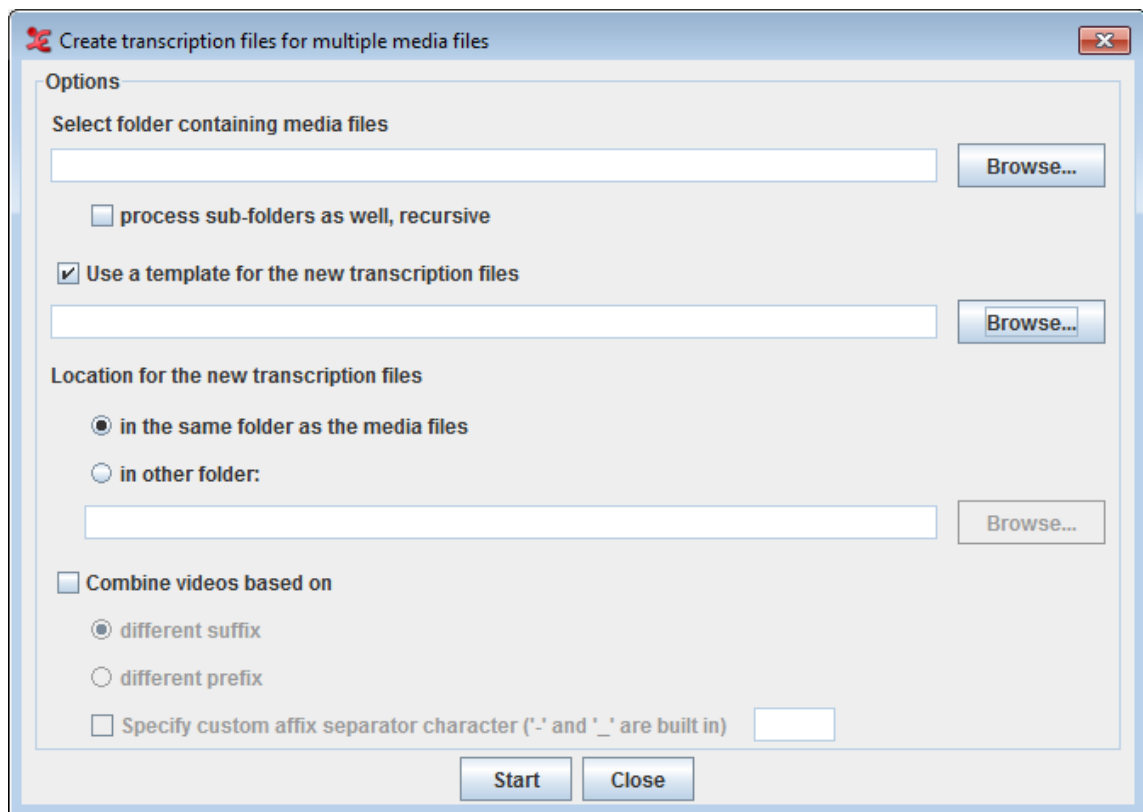 Create transcription files for multiple media files
Options
Select folder containing media files
Browse...
process sub-folders as well, recursive
Use a template for the new transcription files
Browse...
Location for the new transcription files
in the same folder as the media files
in other folder:
Browse...
Combine videos based on
different suffix
different prefix
Specify custom affix separator character ('-' and '_' are built in)
Start Close